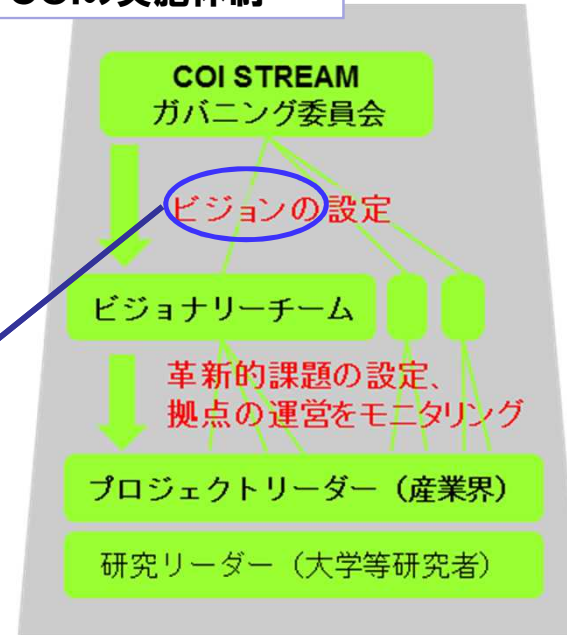 COI STREAM
ガバニング委員会
ビジョンの設定
ビジョナリーチーム
革新的課題の設定、
拠点の運営をモニタリング
プロジェクトリーダー（産業界）
研究リーダー（大学等研究者）